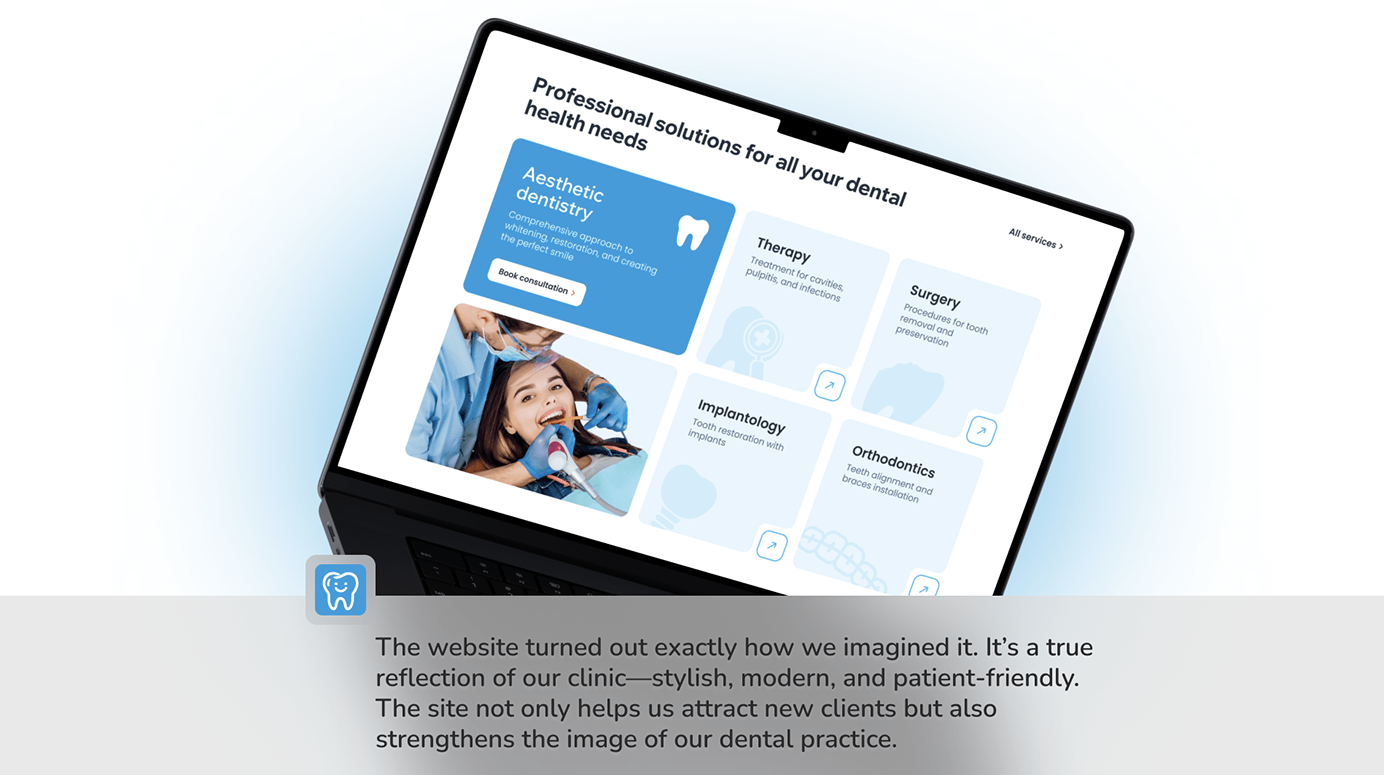 Professional solutions for all your dental
health needs
All services >
Aesthetic
dentistry
Comprehensive approach to
whitening, restoration, and creating
the perfect smile
Book consultation >
Therapy
Treatment for cavities,
pulpitis, and infections
Surgery
Procedures for tooth
removal and
preservation
Implantology
Tooth restoration with
implants
Orthodontics
Teeth alignment and
braces installation
The website turned out exactly how we imagined it. It’s a true
reflection of our clinic—stylish, modern, and patient-friendly.
The site not only helps us attract new clients but also
strengthens the image of our dental practice.